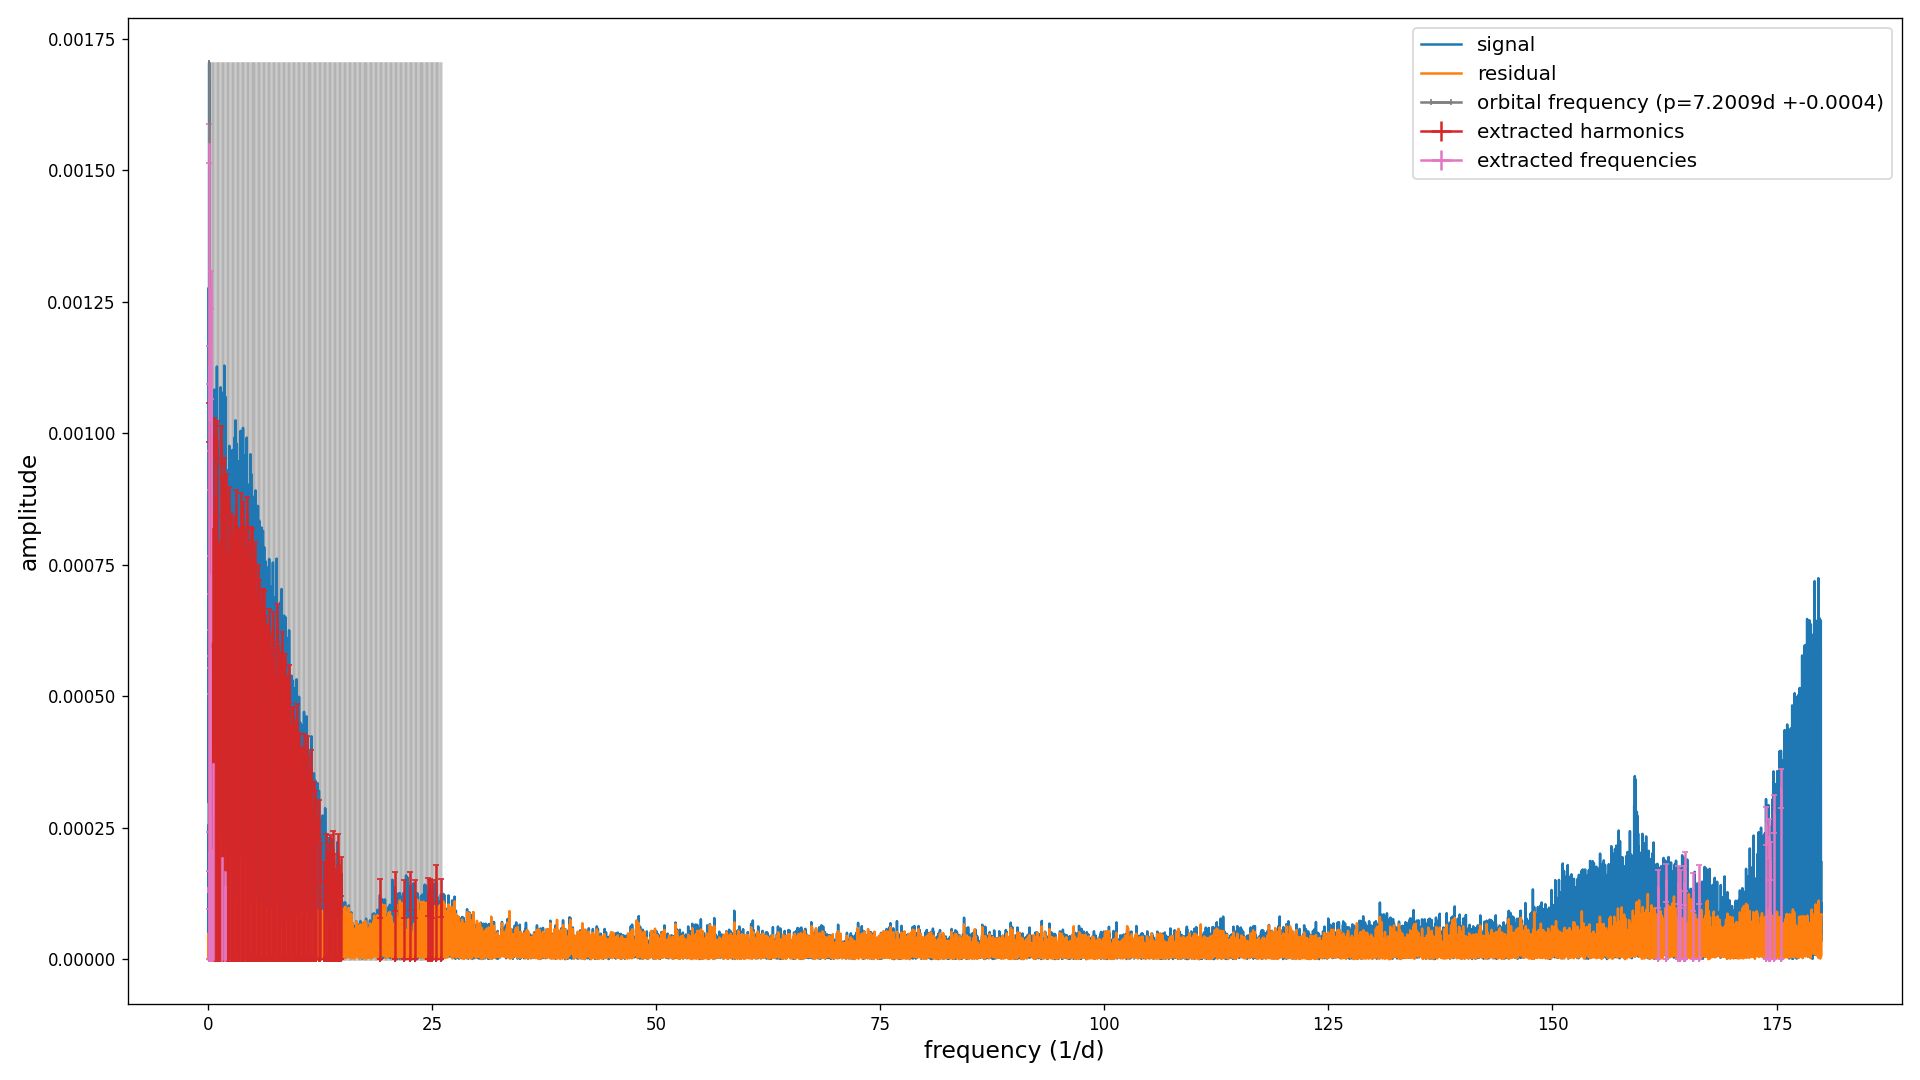 signal
residual
orbital frequency (p=7.2009d +-0.0004)
extracted harmonics
extracted frequencies
amplitude
0.00175
0.00150
0.00125
0.00100
0.00075
0.00050
0.00025
0.00000
0 25 50 75 100 125 150 175
frequency (1/d)